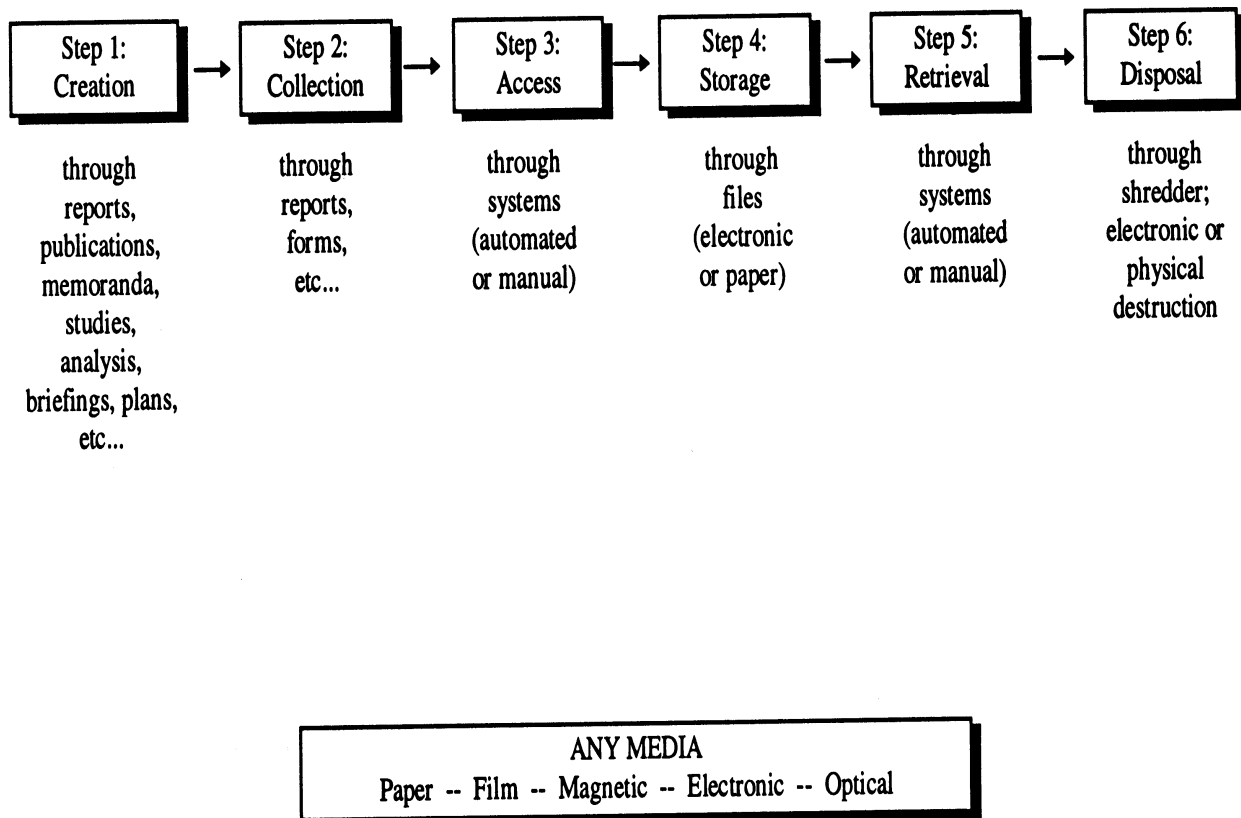 Step 1:
Creation
Step 2:
Collection
Step 3:
Access
Step 4:
Storage
Step 5:
Retrieval
Step 6:
Disposal
through
reports,
publications,
memoranda,
studies,
analysis,
briefings, plans,
etc...
through
reports,
forms,
etc...
through
systems
(automated
or manual)
through
files
(electronic
or paper)
through
systems
(automated
or manual)
through
shredder;
electronic or
physical
destruction
ANY MEDIA
Paper -- Film -- Magnetic -- Electronic -- Optical